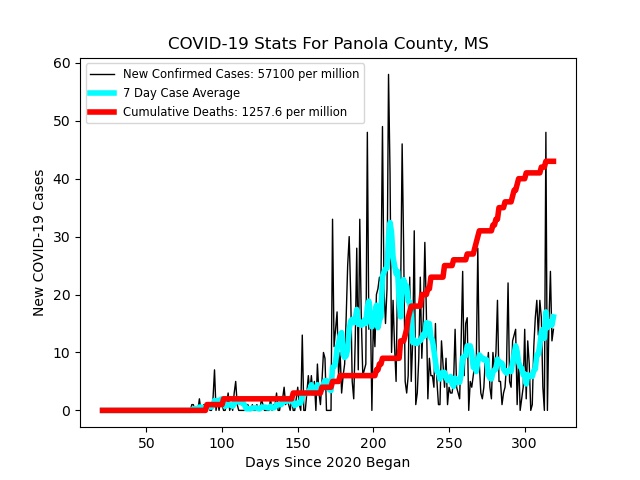 COVID-19 Stats For Panola County, MS
New Confirmed Cases: 57100 per million
7 Day Case Average
Cumulative Deaths: 1257.6 per million
60
50
40
30
20
10
0
New COVID-19 Cases
50 100 150 200 250 300
Days Since 2020 Began